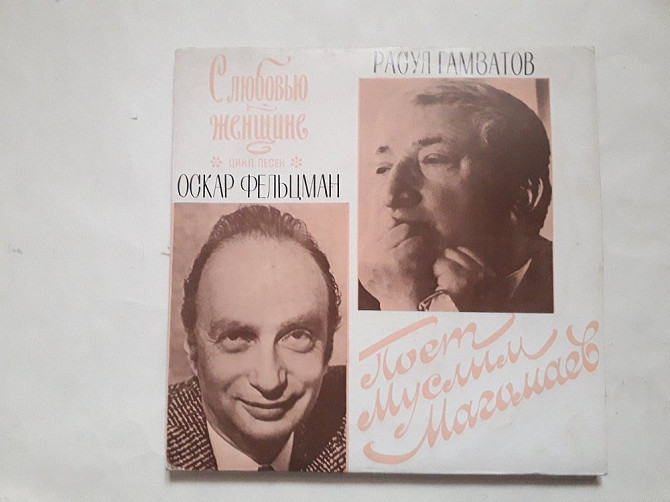 С любовью
женщине
* ЦИКЛ ПЕСЕН *
ОСКАР ФЕЛЬЦМАН
РАСУЛ ГАМЗАТОВ
Поет
Муслим
Магомаев